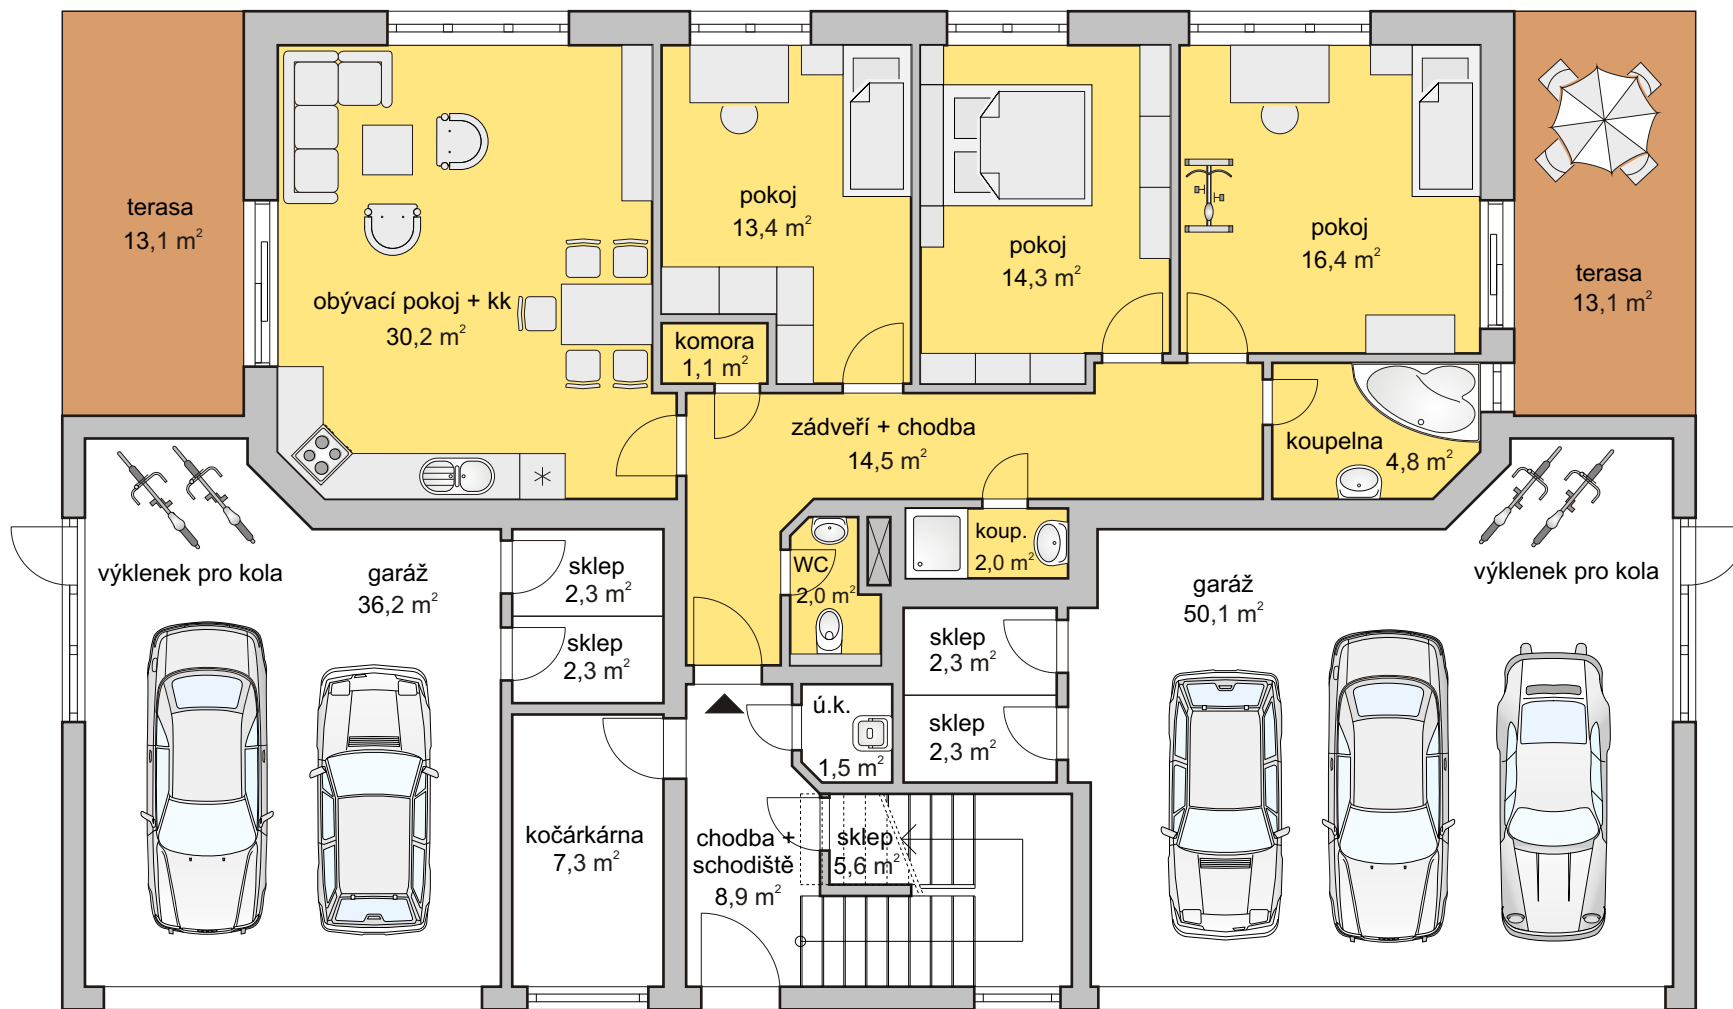 terasa
13,1 m²
obývací pokoj + kk
30,2 m²
pokoj
13,4 m²
komora
1,1 m²
pokoj
14,3 m²
pokoj
16,4 m²
terasa
13,1 m²
zádveří + chodba
14,5 m²
koupelna
4,8 m²
výklenek pro kola
garáž
36,2 m²
sklep
2,3 m²
sklep
2,3 m²
WC
2,0 m²
koup.
2,0 m²
sklep
2,3 m²
sklep
2,3 m²
garáž
50,1 m²
výklenek pro kola
ú.k.
1,5 m²
kočárkárna
7,3 m²
chodba +
schodiště
8,9 m²
sklep
5,6 m²